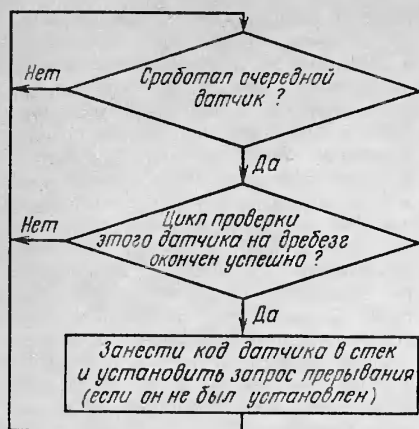 Нет
Сработал очередной
датчик ?
Да
Нет
Цикл проверки
этого датчика на дребезг
окончен успешно ?
Да
Занести код датчика в стек
и установить запрос прерывания
(если он не был установлен)